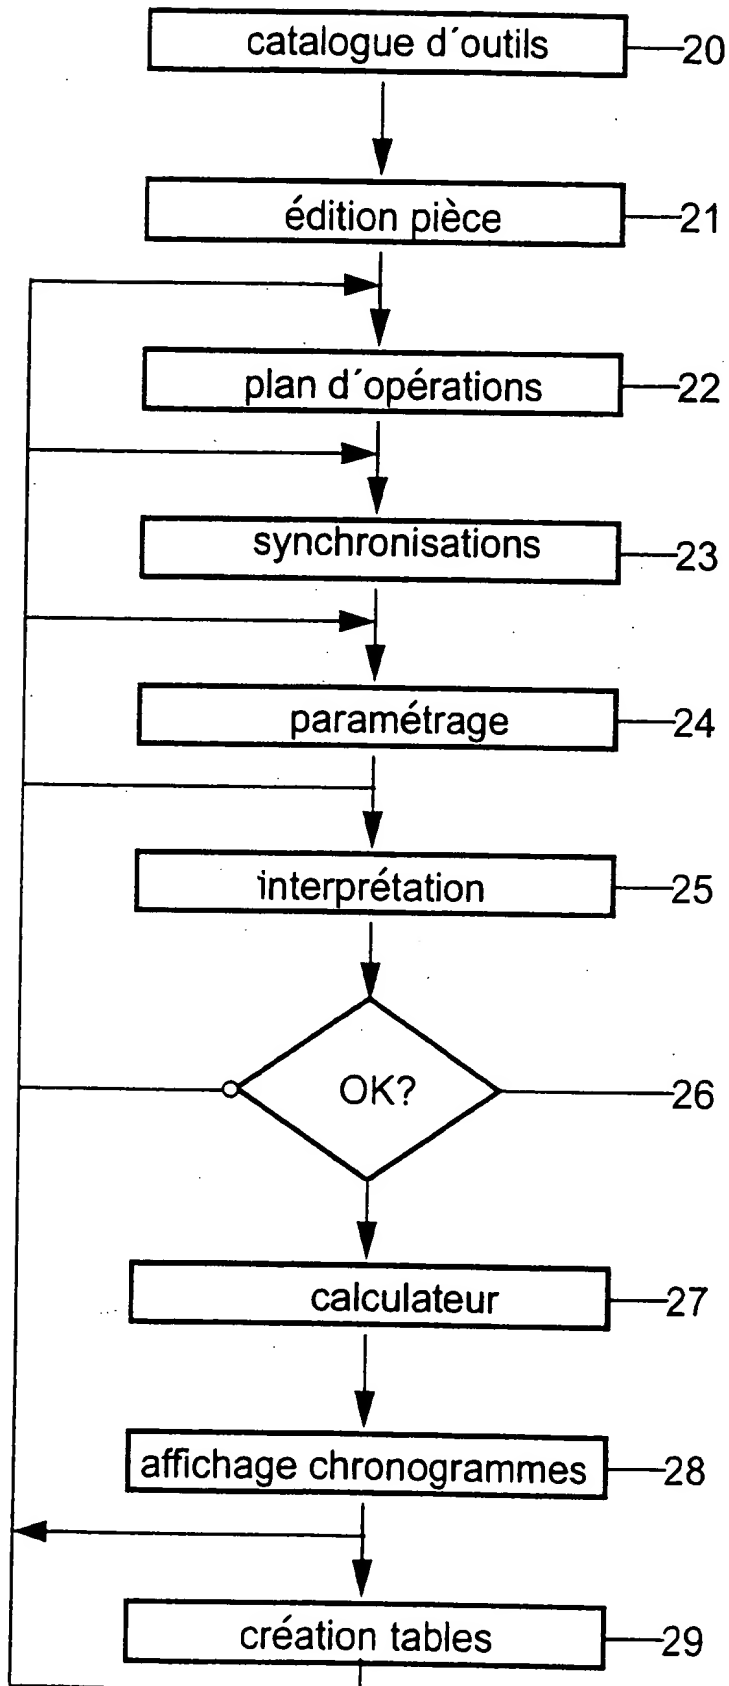 catalogue d´outils 20
édition pièce 21
plan d´opérations 22
synchronisations 23
paramétrage 24
interprétation 25
OK? 26
calculateur 27
affichage chronogrammes 28
création tables 29